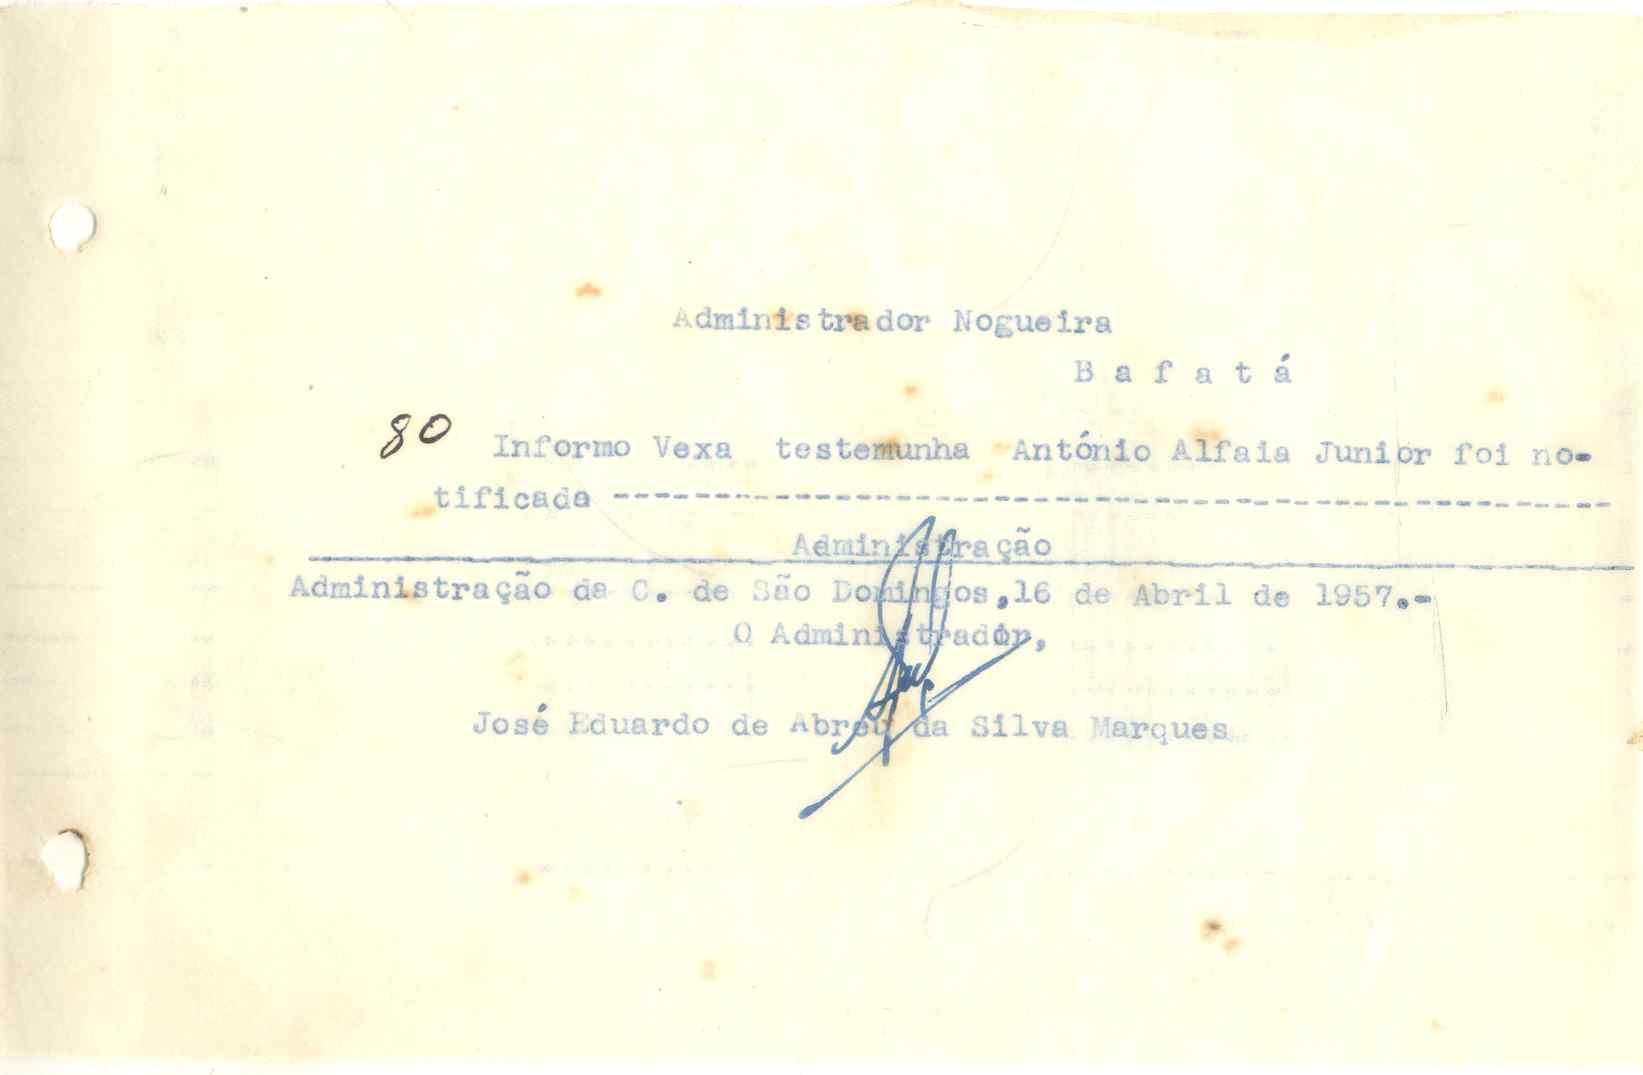 Administrador Nogueira
B a f a t á
80 Informo Vexa testemunha António Alfaia Junior foi no-
tificada -----------------------------------------------
Administração
Administração da C. de São Domingos,16 de Abril de 1957.-
O Administrador,
José Eduardo de Abreu da Silva Marques